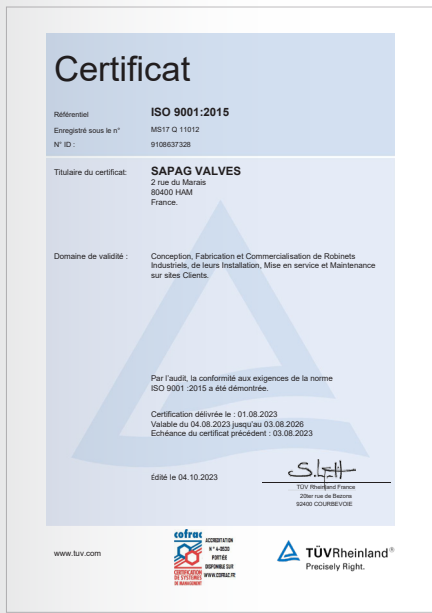 Certificat
Référentiel ISO 9001:2015
Enregistré sous le n° MS17 Q 11012
N° ID : 9108637328
Titulaire du certificat: SAPAG VALVES
2 rue du Marais
80400 HAM
France.
Domaine de validité : Conception, Fabrication et Commercialisation de Robinets
Industriels, de leurs Installation, Mise en service et Maintenance
sur sites Clients.
Par l'audit, la conformité aux exigences de la norme
ISO 9001 :2015 a été démontrée.
Certification délivrée le : 01.08.2023
Valable du 04.08.2023 jusqu'au 03.08.2026
Echéance du certificat précédent : 03.08.2023
Édité le 04.10.2023
TÜV Rheinland France
20ter rue de Bezons
92400 COURBEVOIE
www.tuv.com
cofrac
CERTIFICATION
DE SYSTEMES
DE MANAGEMENT
ACCREDITATION
N° 4-0533
PORTÉE
DISPONIBLE SUR
WWW.COFRAC.FR
TÜVRheinland®
Precisely Right.